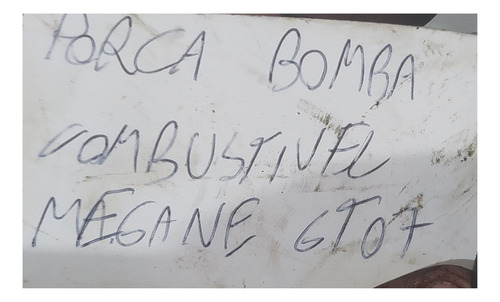 PORCA BOMBA
COMBUSTIVEL
MEGANE GT07